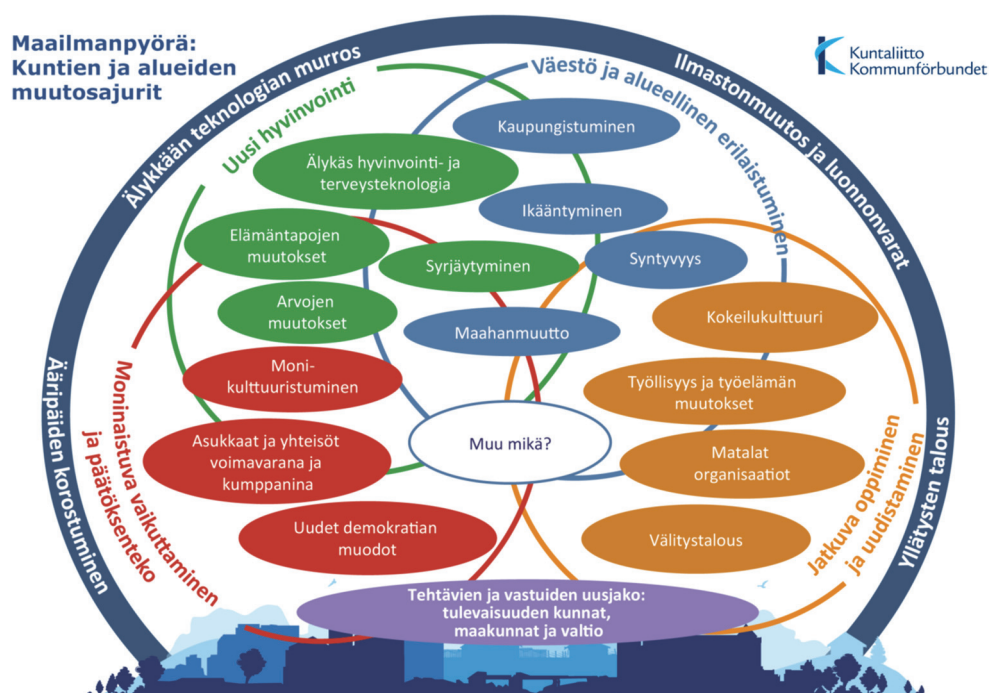 Maailmanpyörä:
Kuntien ja alueiden
muutosajurit
Kuntaliitto
Kommunförbundet
Ääripäiden korostuminen
Älykkään teknologian murros
Ilmastonmuutos ja luonnonvarat
Yllätysten talous
Uusi hyvinvointi
Väestö ja alueellinen erilaistuminen
Kaupungistuminen
Älykäs hyvinvointi- ja
terveysteknologia
Ikääntyminen
Elämäntapojen
muutokset
Syrjäytyminen
Syntyvyys
Arvojen
muutokset
Maahanmuutto
Kokeilukulttuuri
Moni-
kulttuuristuminen
Työllisyys ja työelämän
muutokset
Moninaistuva vaikuttaminen
ja päätöksenteko
Asukkaat ja yhteisöt
voimavarana ja
kumppanina
Muu mikä?
Matalat
organisaatiot
Jatkuva oppiminen
ja uudistaminen
Uudet demokratian
muodot
Välitystalous
Tehtävien ja vastuiden uusjako:
tulevaisuuden kunnat,
maakunnat ja valtio